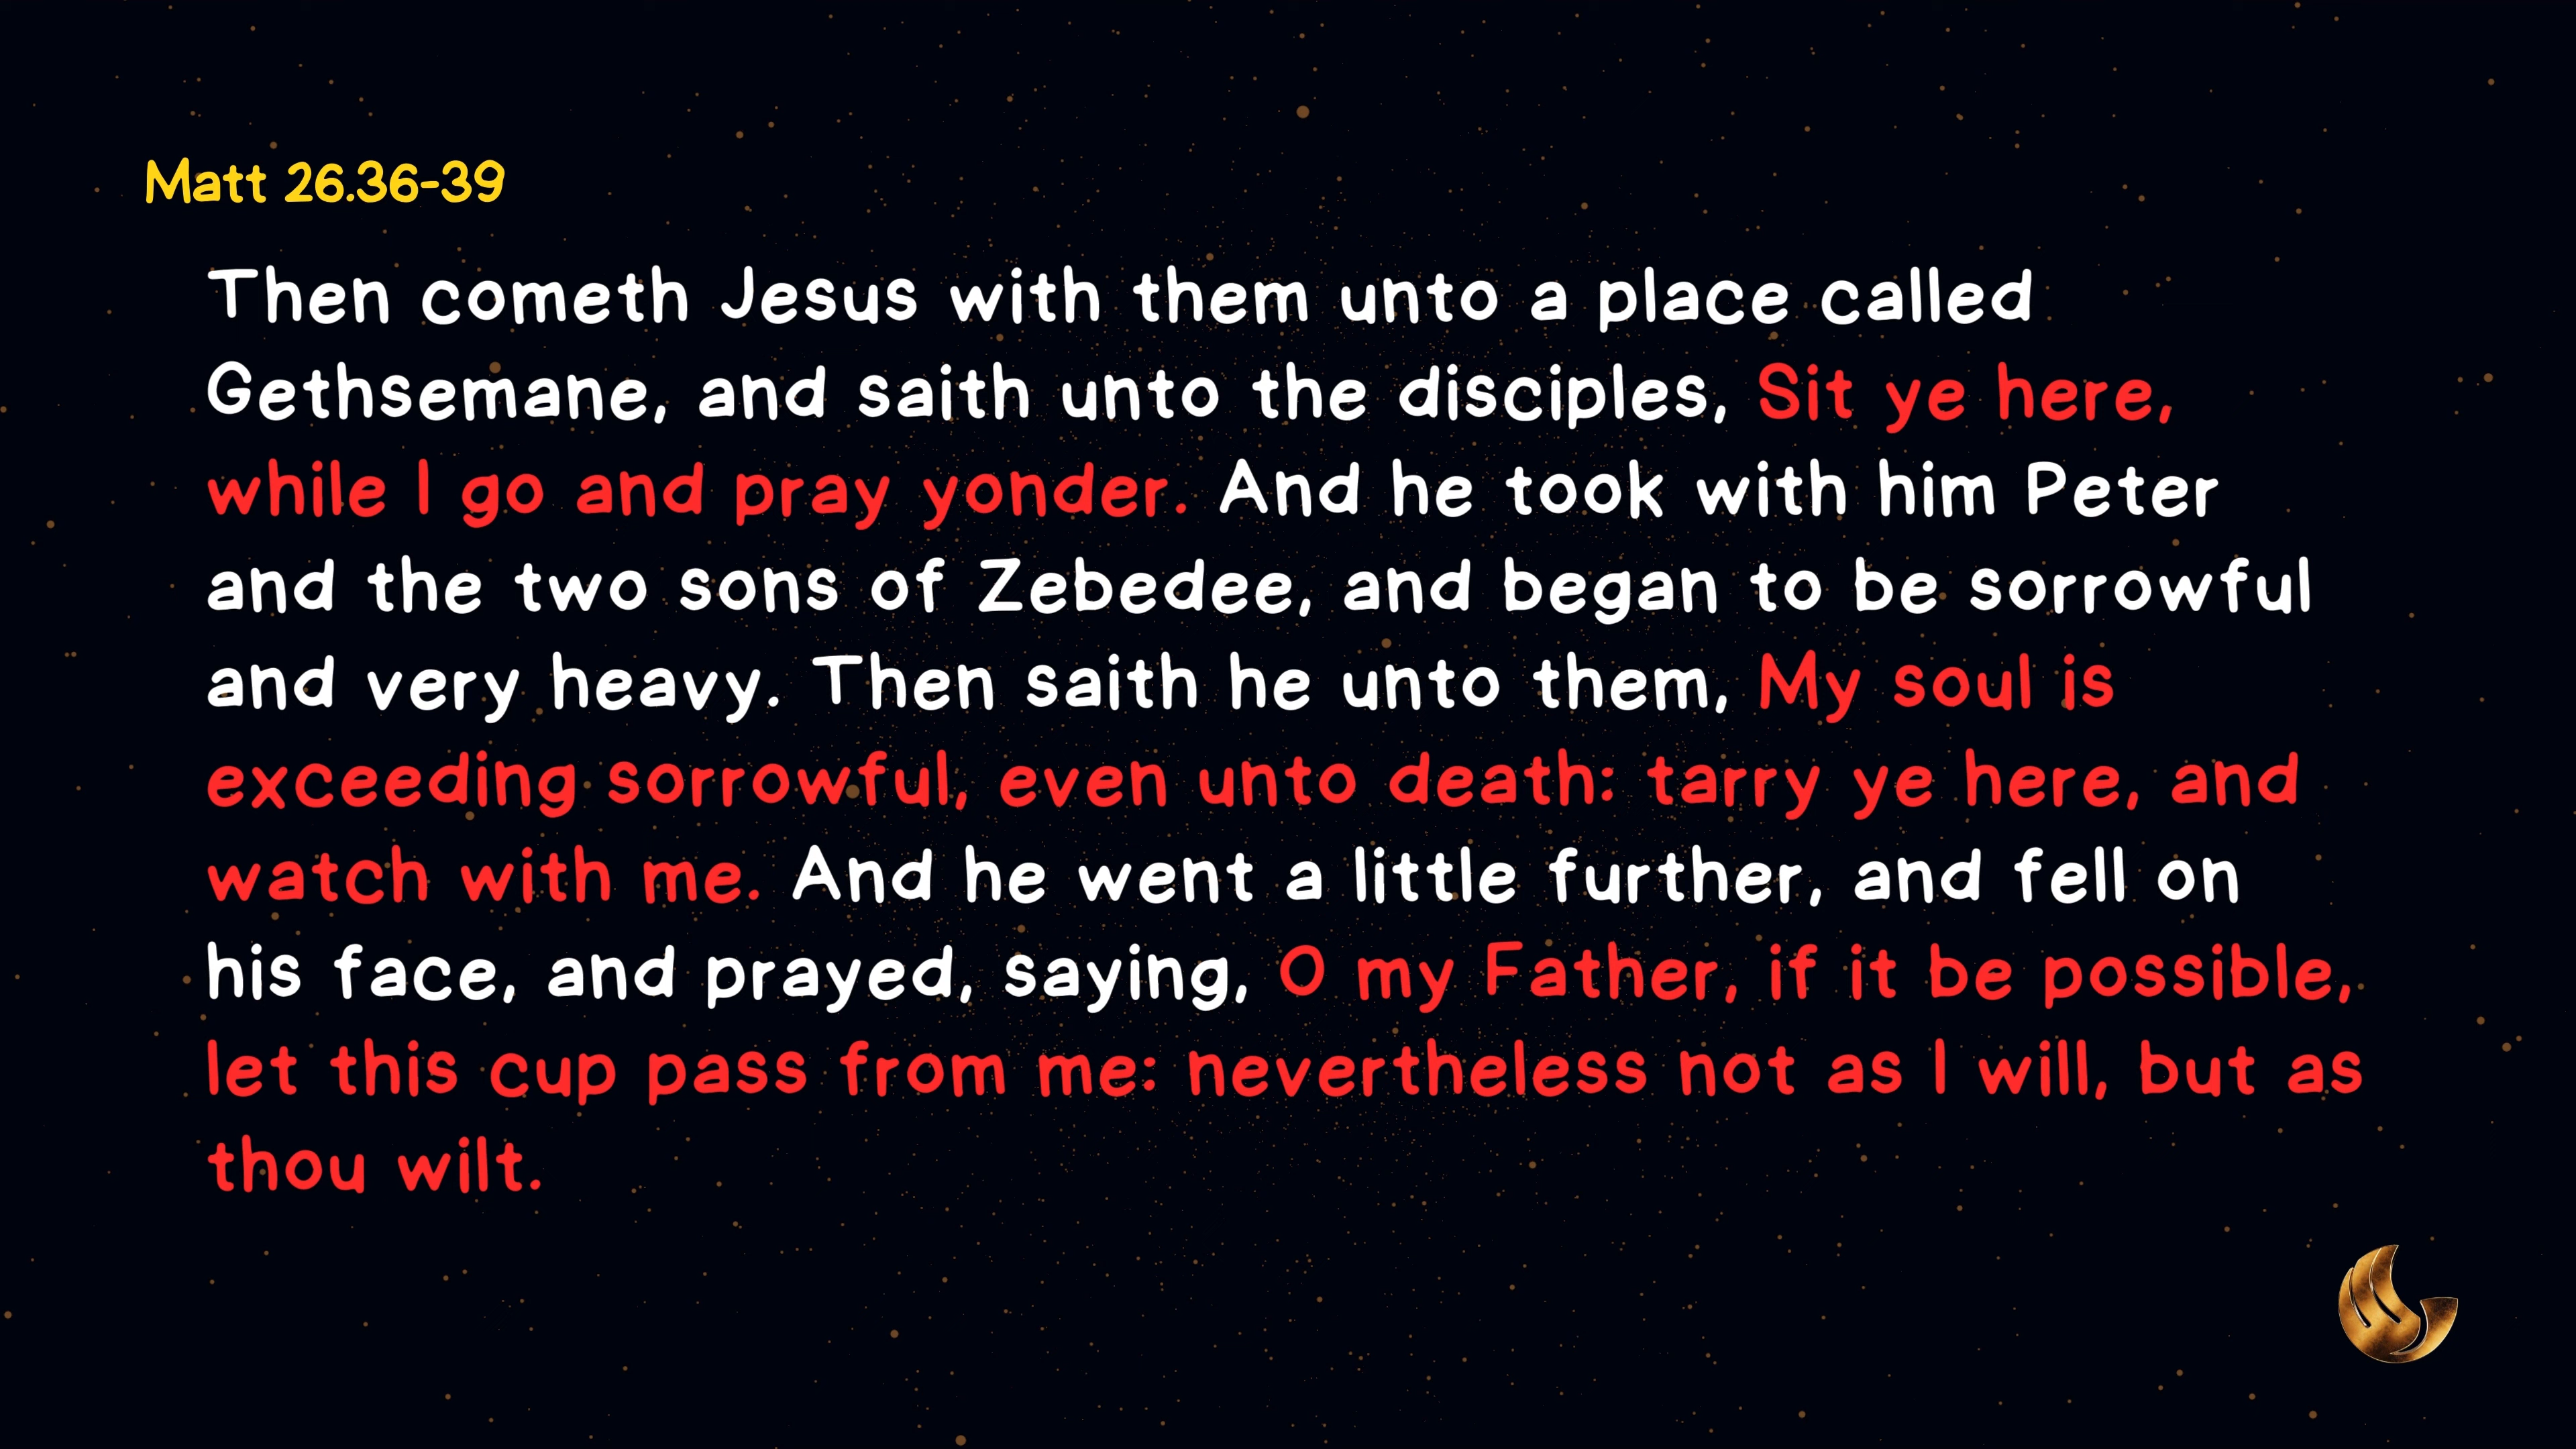 Matt 26.36-39
Then cometh Jesus with them unto a place called
Gethsemane, and saith unto the disciples, Sit ye here,
while I go and pray yonder. And he took with him Peter
and the two sons of Zebedee, and began to be sorrowful
and very heavy. Then saith he unto them, My soul is
exceeding sorrowful, even unto death: tarry ye here, and
watch with me. And he went a little further, and fell on
his face, and prayed, saying, O my Father, if it be possible,
let this cup pass from me: nevertheless not as I will, but as
thou wilt.